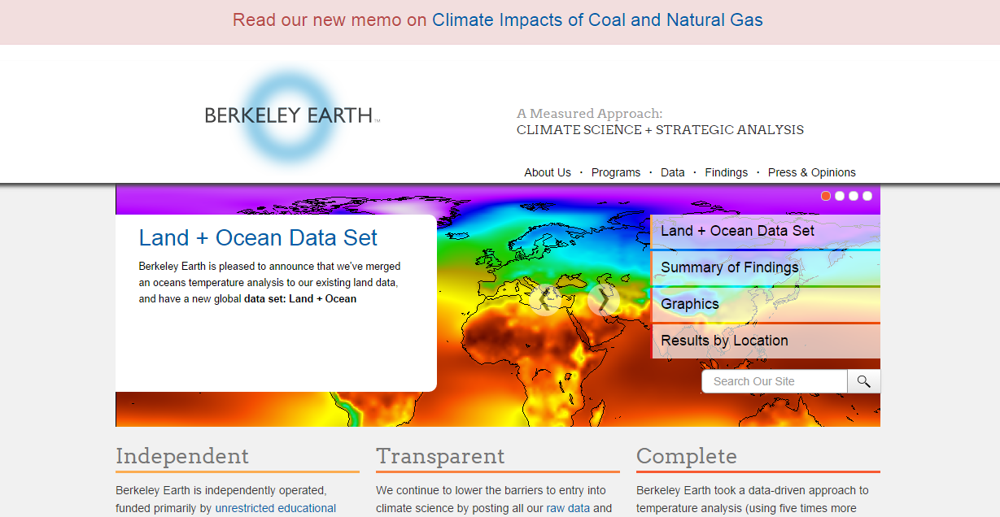 Read our new memo on Climate Impacts of Coal and Natural Gas
BERKELEY EARTH™
A Measured Approach:
CLIMATE SCIENCE + STRATEGIC ANALYSIS
About Us · Programs · Data · Findings · Press & Opinions
Land + Ocean Data Set
Berkeley Earth is pleased to announce that we've merged
an oceans temperature analysis to our existing land data,
and have a new global data set: Land + Ocean
Land + Ocean Data Set
Summary of Findings
Graphics
Results by Location
Search Our Site
Independent
Berkeley Earth is independently operated,
funded primarily by unrestricted educational
Transparent
We continue to lower the barriers to entry into
climate science by posting all our raw data and
Complete
Berkeley Earth took a data-driven approach to
temperature analysis (using five times more